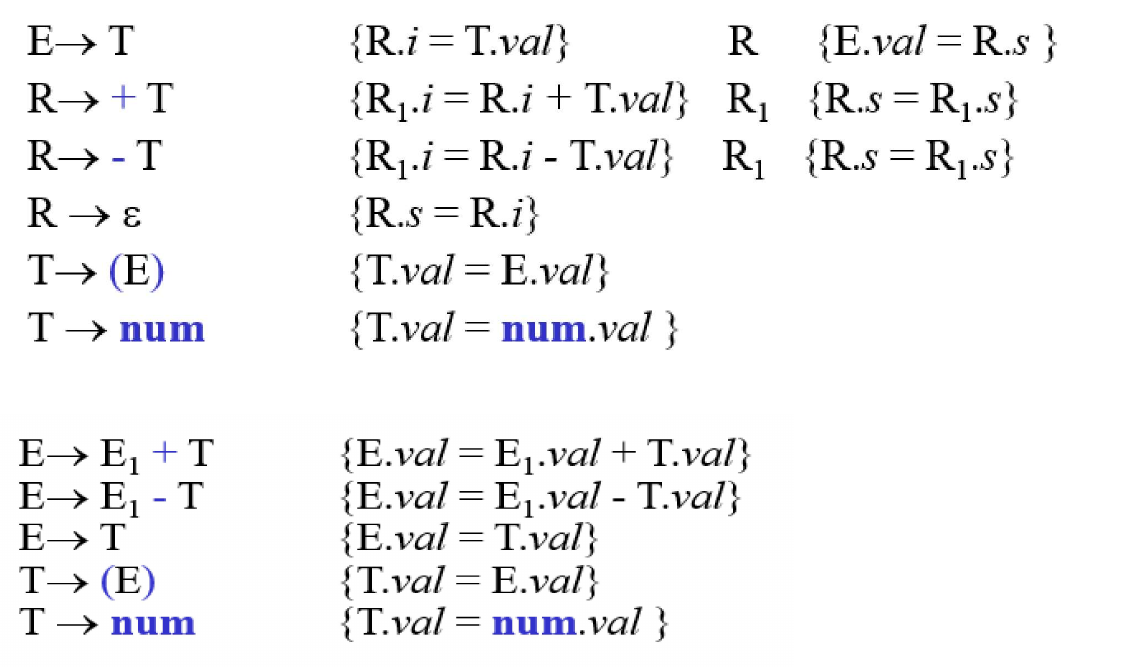 E→ T {R.i = T.val} R {E.val = R.s }
R→ + T {R₁.i = R.i + T.val} R₁ {R.s = R₁.s}
R→ - T {R₁.i = R.i - T.val} R₁ {R.s = R₁.s}
R → ε {R.s = R.i}
T→ (E) {T.val = E.val}
T → num {T.val = num.val }
E→ E₁ + T {E.val = E₁.val + T.val}
E→ E₁ - T {E.val = E₁.val - T.val}
E→ T {E.val = T.val}
T→ (E) {T.val = E.val}
T → num {T.val = num.val }